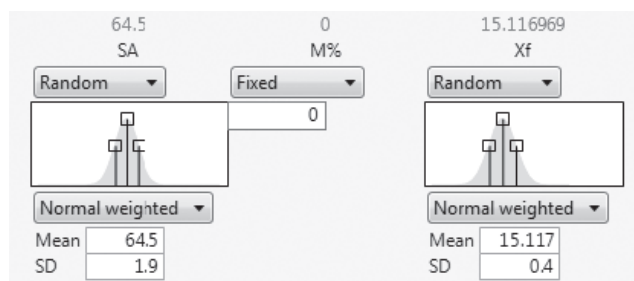 64.5 0 15.116969
SA M% Xf
Random Fixed Random
0
Normal weighted Normal weighted
Mean 64.5 Mean 15.117
SD 1.9 SD 0.4